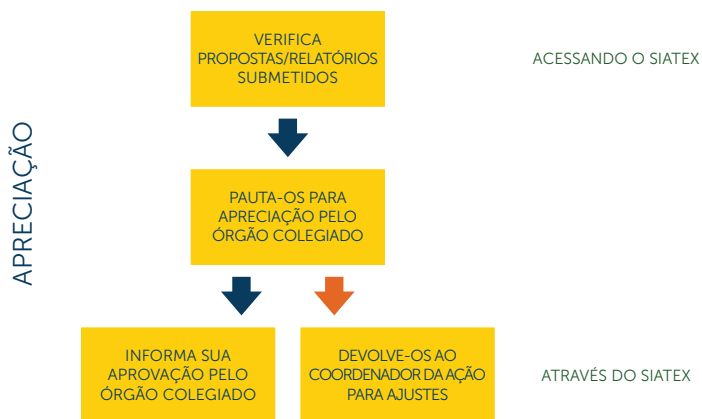 VERIFICA
PROPOSTAS/RELATÓRIOS
SUBMETIDOS
ACESSANDO O SIATEX
APRECIAÇÃO
PAUTA-OS PARA
APRECIAÇÃO PELO
ÓRGÃO COLEGIADO
INFORMA SUA
APROVAÇÃO PELO
ÓRGÃO COLEGIADO
DEVOLVE-OS AO
COORDENADOR DA AÇÃO
PARA AJUSTES
ATRAVÉS DO SIATEX